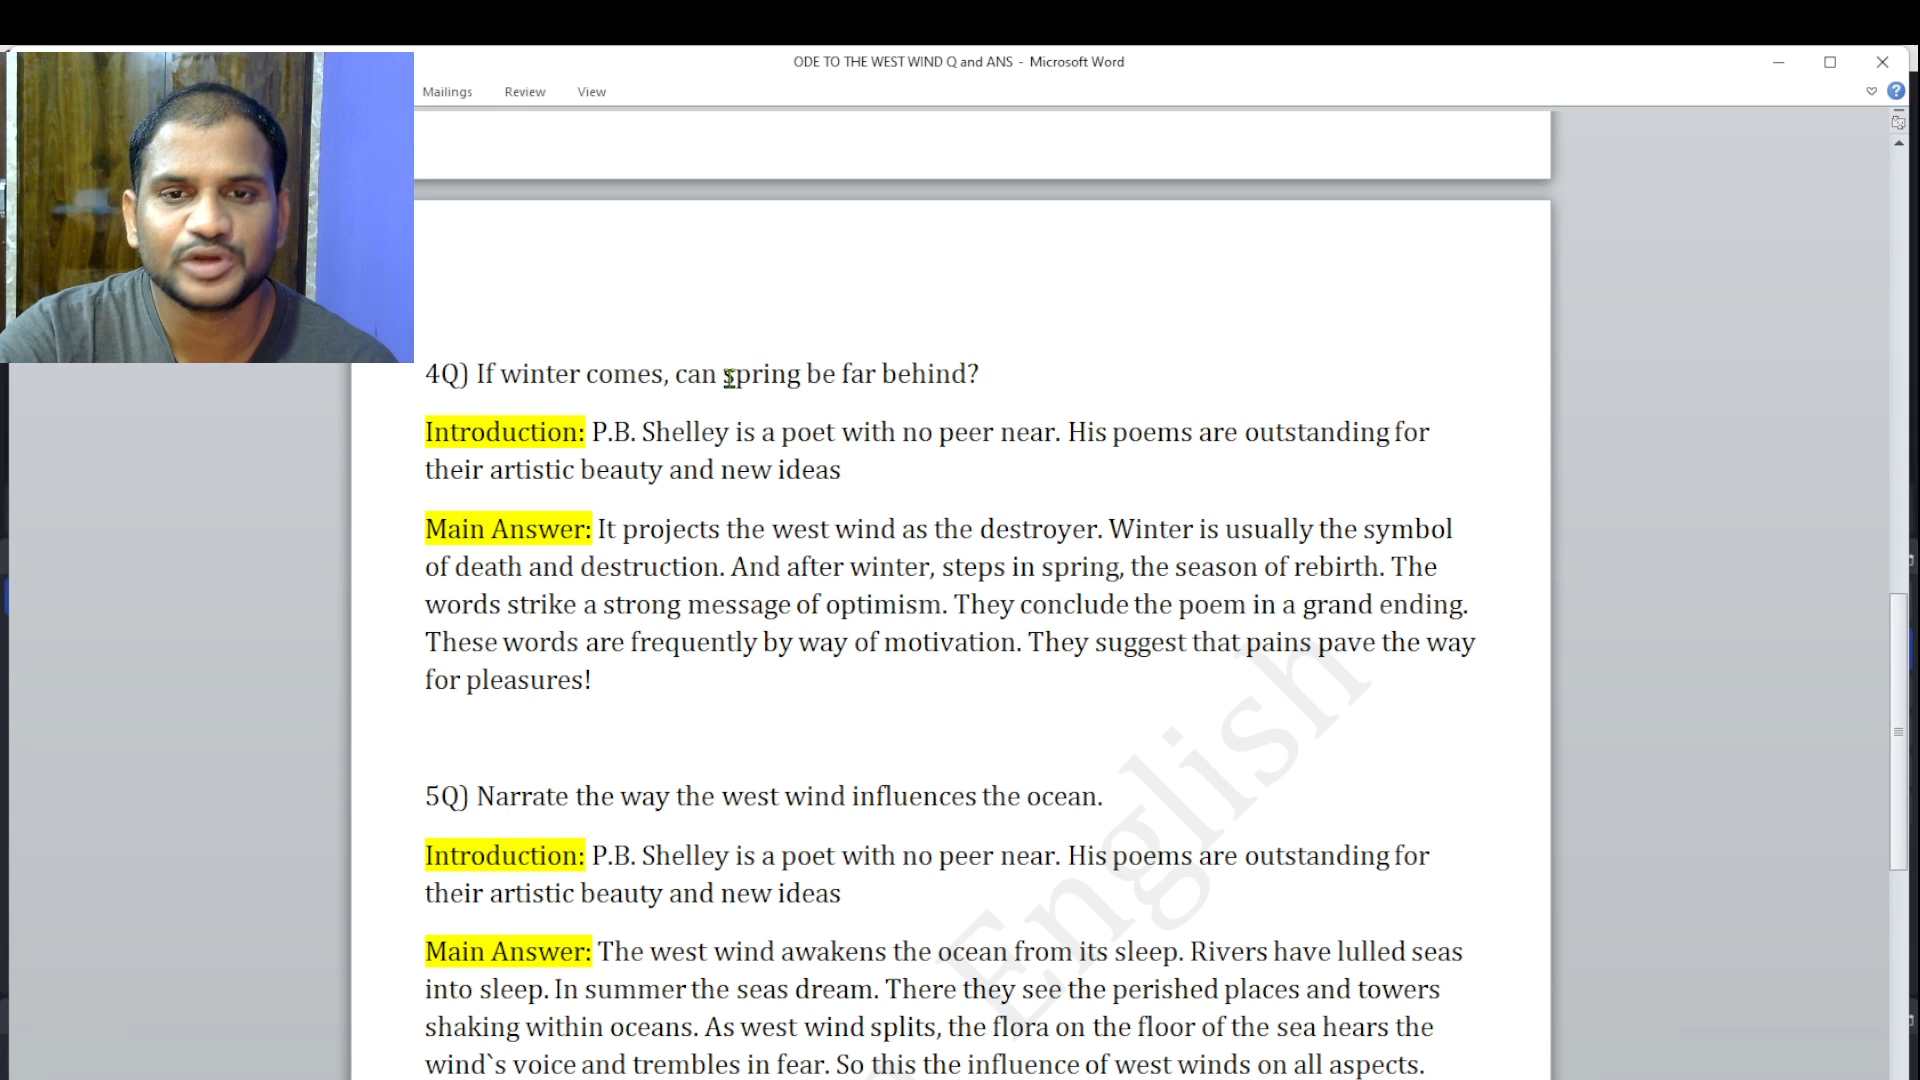 ODE TO THE WEST WIND Q and ANS - Microsoft Word
Mailings Review View
4Q) If winter comes, can spring be far behind?
Introduction: P.B. Shelley is a poet with no peer near. His poems are outstanding for
their artistic beauty and new ideas
Main Answer: It projects the west wind as the destroyer. Winter is usually the symbol
of death and destruction. And after winter, steps in spring, the season of rebirth. The
words strike a strong message of optimism. They conclude the poem in a grand ending.
These words are frequently by way of motivation. They suggest that pains pave the way
for pleasures!
5Q) Narrate the way the west wind influences the ocean.
Introduction: P.B. Shelley is a poet with no peer near. His poems are outstanding for
their artistic beauty and new ideas
Main Answer: The west wind awakens the ocean from its sleep. Rivers have lulled seas
into sleep. In summer the seas dream. There they see the perished places and towers
shaking within oceans. As west wind splits, the flora on the floor of the sea hears the
wind`s voice and trembles in fear. So this the influence of west winds on all aspects.
English